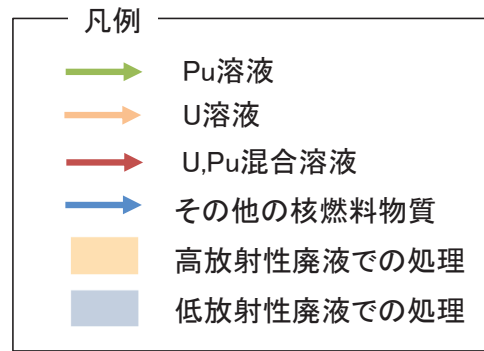 凡例
Pu溶液
U溶液
U,Pu混合溶液
その他の核燃料物質
高放射性廃液での処理
低放射性廃液での処理